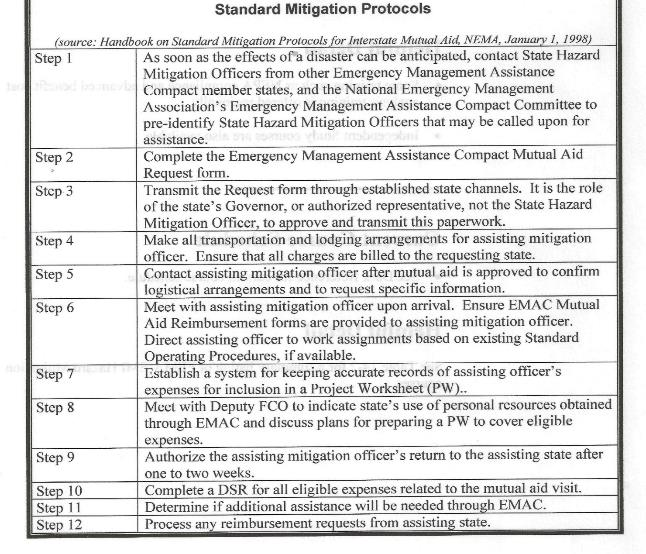 Standard Mitigation Protocols
(source: Handbook on Standard Mitigation Protocols for Interstate Mutual Aid, NEMA, January 1, 1998)
Step 1
As soon as the effects of a disaster can be anticipated, contact State Hazard
Mitigation Officers from other Emergency Management Assistance
Compact member states, and the National Emergency Management
Association's Emergency Management Assistance Compact Committee to
pre-identify State Hazard Mitigation Officers that may be called upon for
assistance.
Step 2
Complete the Emergency Management Assistance Compact Mutual Aid
Request form.
Step 3
Transmit the Request form through established state channels. It is the role
of the state's Governor, or authorized representative, not the State Hazard
Mitigation Officer, to approve and transmit this paperwork.
Step 4
Make all transportation and lodging arrangements for assisting mitigation
officer. Ensure that all charges are billed to the requesting state.
Step 5
Contact assisting mitigation officer after mutual aid is approved to confirm
logistical arrangements and to request specific information.
Step 6
Meet with assisting mitigation officer upon arrival. Ensure EMAC Mutual
Aid Reimbursement forms are provided to assisting mitigation officer.
Direct assisting officer to work assignments based on existing Standard
Operating Procedures, if available.
Step 7
Establish a system for keeping accurate records of assisting officer's
expenses for inclusion in a Project Worksheet (PW)..
Step 8
Meet with Deputy FCO to indicate state's use of personal resources obtained
through EMAC and discuss plans for preparing a PW to cover eligible
expenses.
Step 9
Authorize the assisting mitigation officer's return to the assisting state after
one to two weeks.
Step 10
Complete a DSR for all eligible expenses related to the mutual aid visit.
Step 11
Determine if additional assistance will be needed through EMAC.
Step 12
Process any reimbursement requests from assisting state.